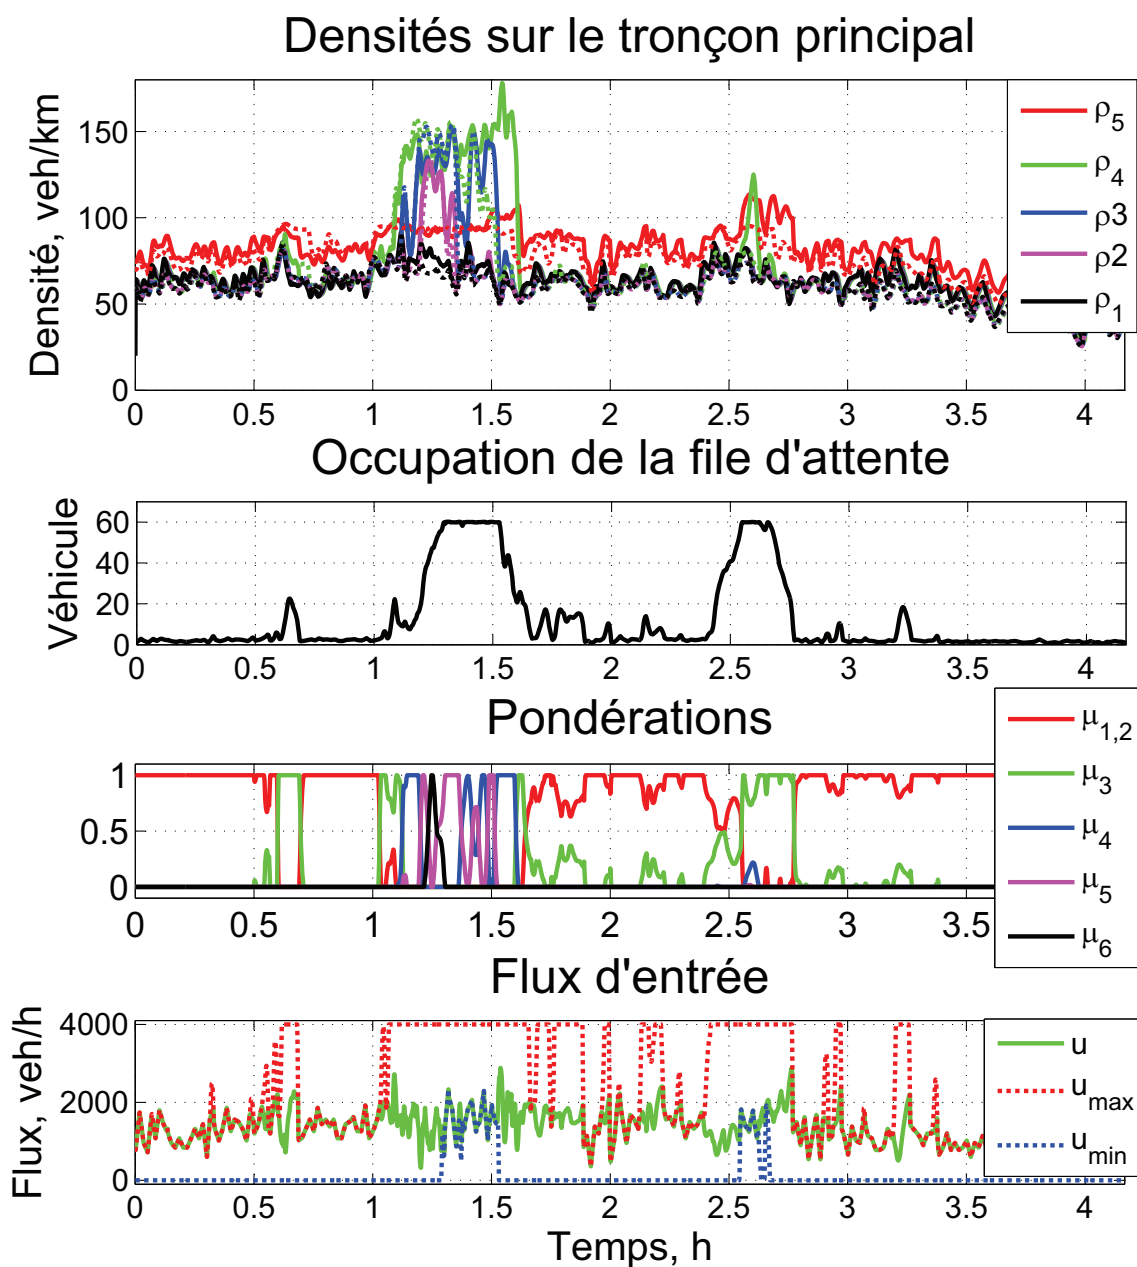 Densités sur le tronçon principal
Densité, veh/km
150
100
50
0
0 0.5 1 1.5 2 2.5 3 3.5 4
ρ5
ρ4
ρ3
ρ2
ρ1
Occupation de la file d'attente
Véhicule
60
40
20
0
0 0.5 1 1.5 2 2.5 3 3.5 4
Pondérations
1
0.5
0
0 0.5 1 1.5 2 2.5 3 3.5
μ1,2
μ3
μ4
μ5
μ6
Flux d'entrée
Flux, veh/h
4000
2000
0
0 0.5 1 1.5 2 2.5 3 3.5 4
u
umax
umin
Temps, h